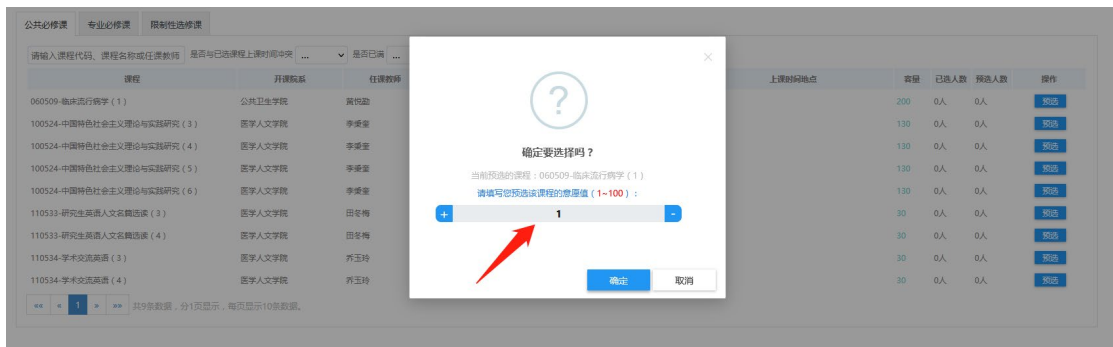 公共必修课 专业必修课 限制性选修课
请输入课程代码、课程名称或任课教师 是否与已选课程上课时间冲突 ... 是否已满 ...
课程 开课院系 任课教师 上课时间地点 容量 已选人数 预选人数 操作
060509-临床流行病学(1) 公共卫生学院 黄悦勤 200 0人 0人 预选
100524-中国特色社会主义理论与实践研究(3) 医学人文学院 李爱童 130 0人 0人 预选
100524-中国特色社会主义理论与实践研究(4) 医学人文学院 130 0人 0人 预选
100524-中国特色社会主义理论与实践研究(5) 医学人文学院 130 0人 0人 预选
100524-中国特色社会主义理论与实践研究(6) 医学人文学院 130 0人 0人 预选
110533-研究生英语人文名篇选读(3) 医学人文学院 田冬梅 30 0人 0人 预选
110533-研究生英语人文名篇选读(4) 医学人文学院 田冬梅 30 0人 0人 预选
110534-学术交流英语(3) 医学人文学院 乔玉玲 30 0人 0人 预选
110534-学术交流英语(4) 医学人文学院 乔玉玲 30 0人 0人 预选
«« « 1 » »» 共9条数据,分1页显示,每页显示10条数据。
×
?
确定要选择吗?
当前预选的课程:060509-临床流行病学(1)
请填写您预选该课程的意愿值(1~100):
+ 1 -
确定 取消